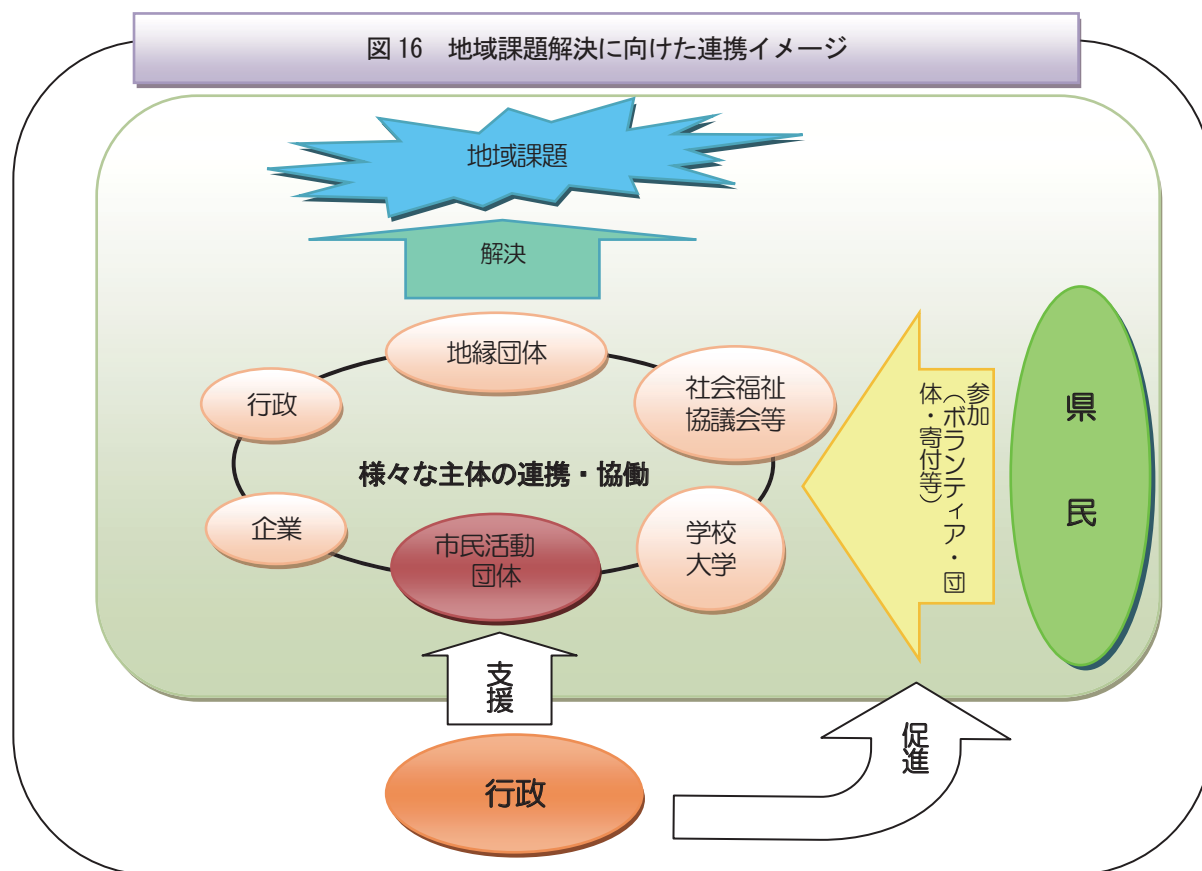 図16　地域課題解決に向けた連携イメージ
地域課題
解決
地縁団体
行政
社会福祉
協議会等
様々な主体の連携・協働
企業
市民活動
団体
学校
大学
参加
（ボランティア・団
体・寄付等）
県民
支援
行政
促進